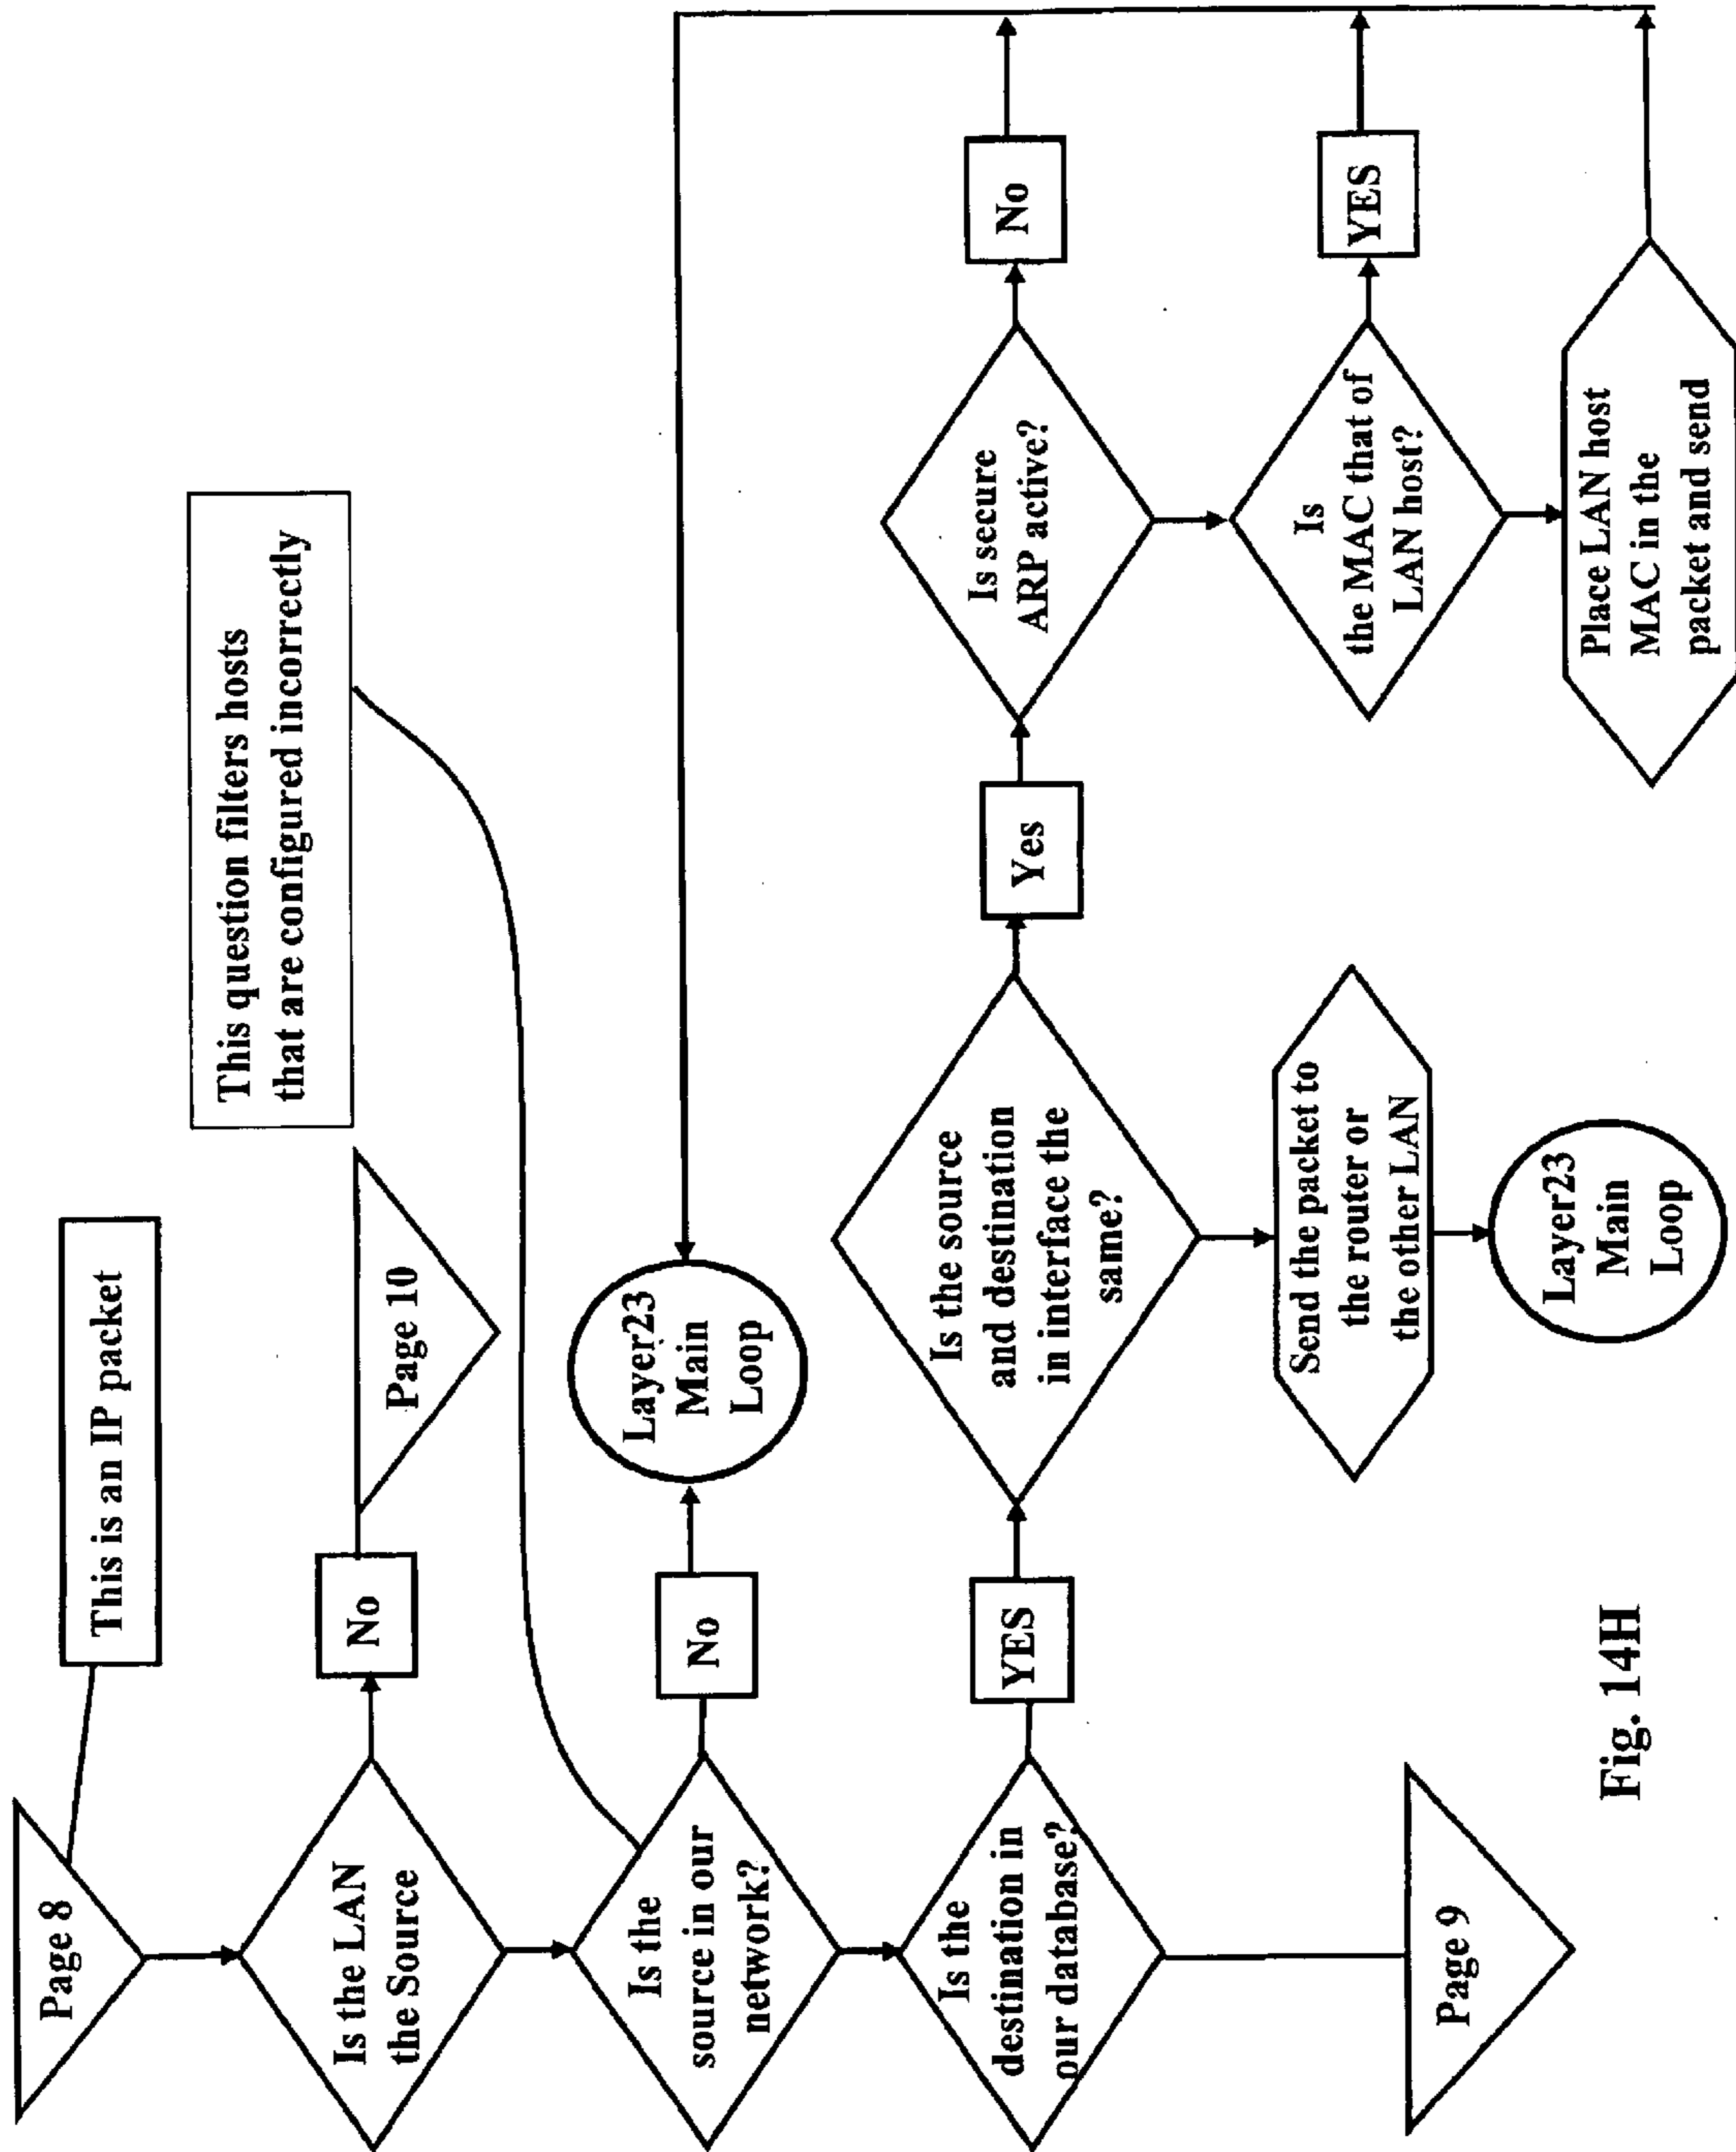 Page 8
This is an IP packet
Is the LAN
the Source
No
Page 10
This question filters hosts
that are configured incorrectly
Is the
source in our
network?
No
Layer23
Main
Loop
Is the
destination in
our database?
YES
Is the source
and destination
in interface the
same?
Yes
Is secure
ARP active?
No
Is
the MAC that of
LAN host?
YES
Place LAN host
MAC in the
packet and send
Send the packet to
the router or
the other LAN
Layer23
Main
Loop
Page 9
Fig. 14H